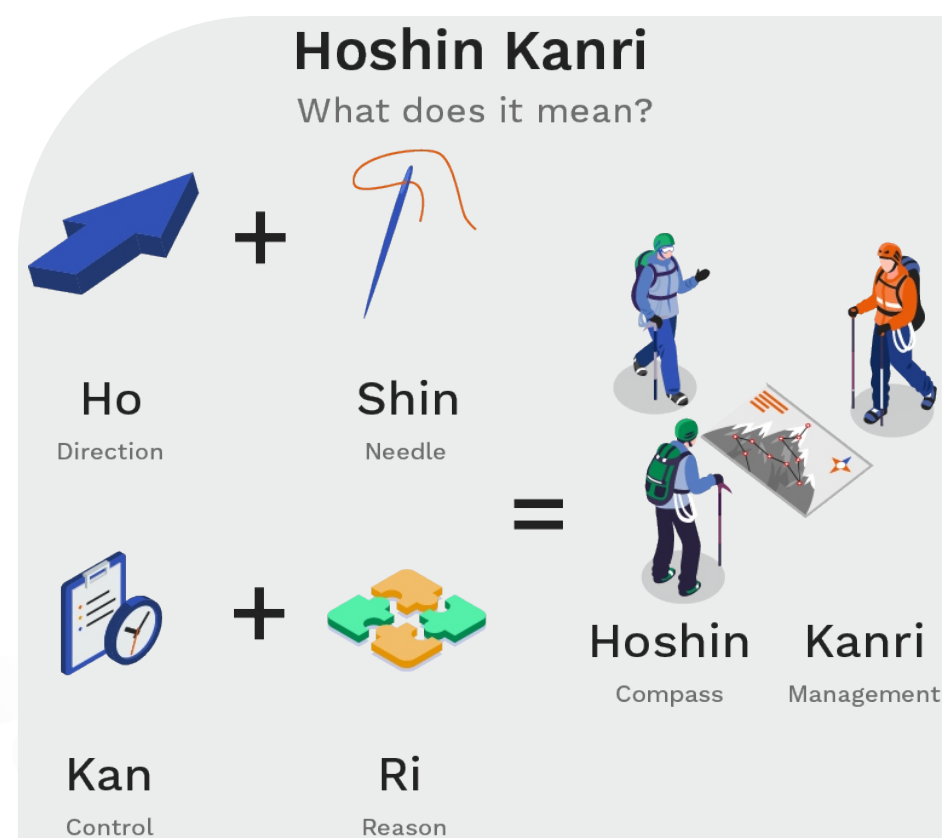 Hoshin Kanri
What does it mean?
+
Ho
Direction
Shin
Needle
=
+
Kan
Control
Ri
Reason
Hoshin
Compass
Kanri
Management